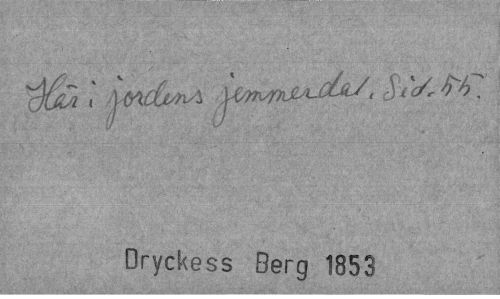 Här i jordens jemmerdal. Sid. 55.
Dryckess Berg 1853